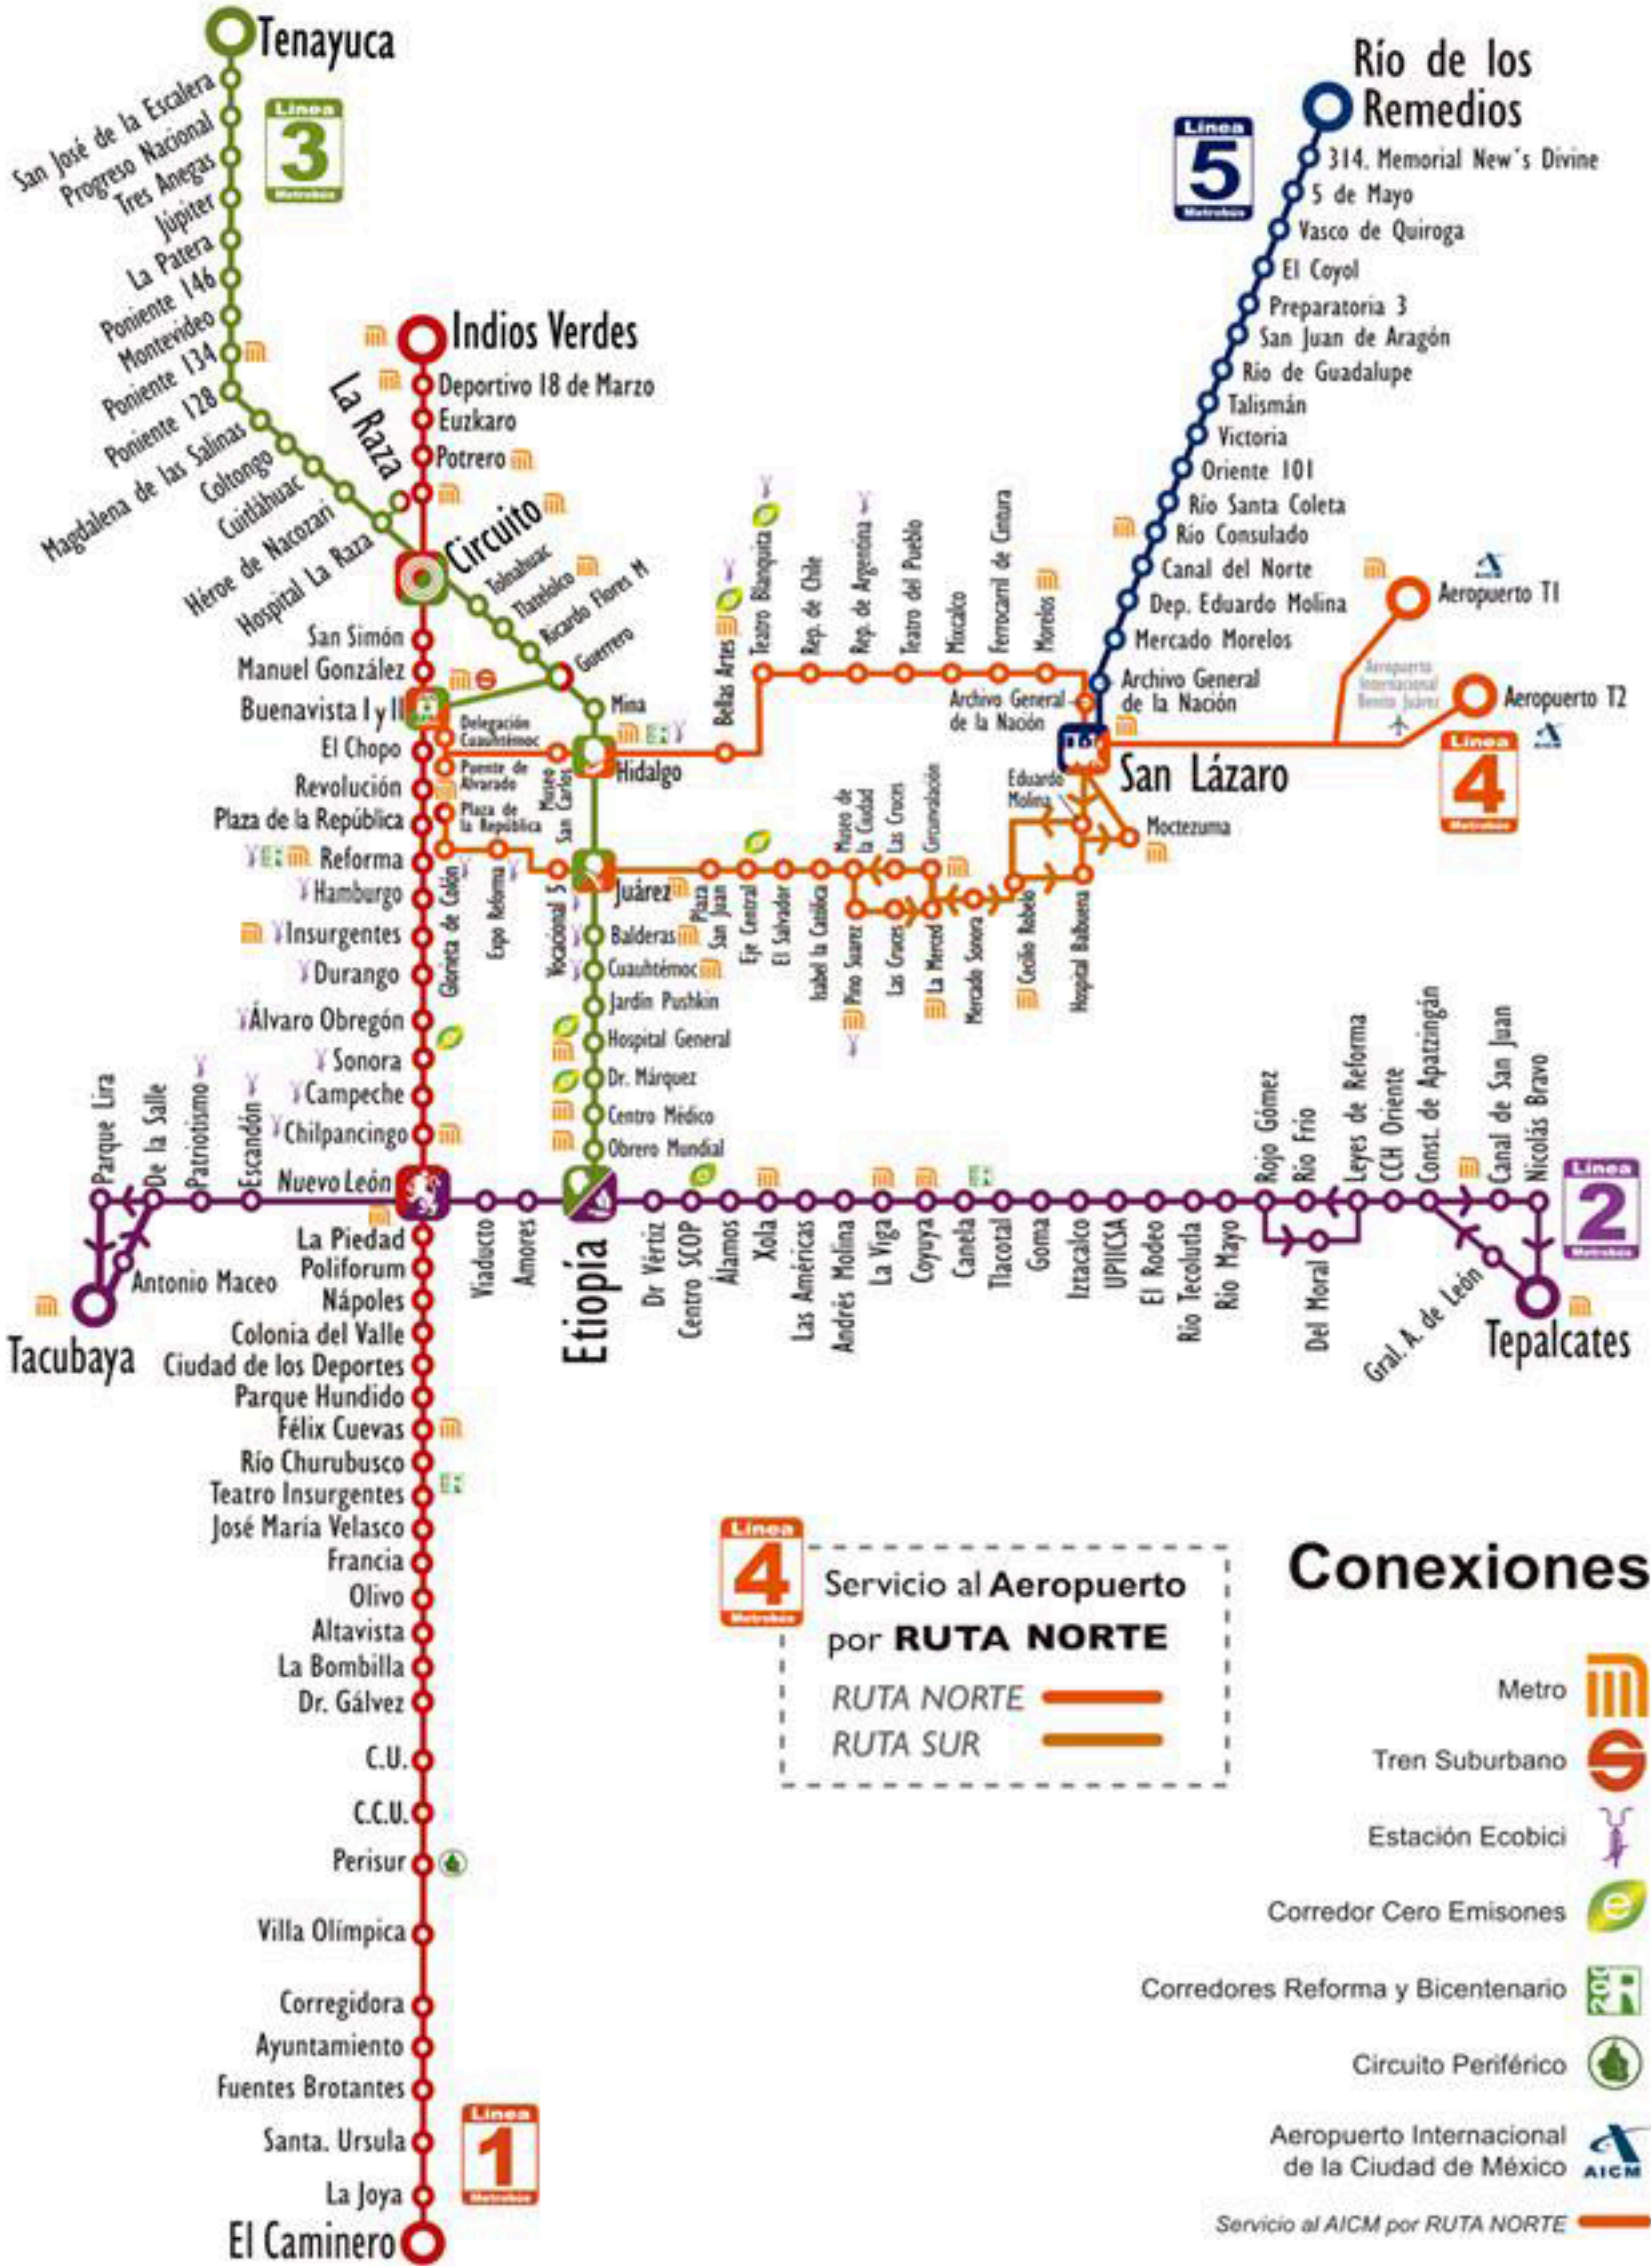 Tenayuca
San José de la Escalera
Progreso Nacional
Tres Anegas
Júpiter
La Patera
Poniente 146
Montevideo
Poniente 134
Poniente 128
Magdalena de las Salinas
Coltongo
Cuitláhuac
Héroe de Nacozari
Hospital La Raza
Línea
3
Metrobús
La Raza
Indios Verdes
Deportivo 18 de Marzo
Euzkaro
Potrero
Circuito
Tolnahuac
Tlatelolco
Ricardo Flores M
Guerrero
Mina
Hidalgo
Juárez
Balderas
Cuauhtémoc
Jardín Pushkin
Hospital General
Dr. Márquez
Centro Médico
Obrero Mundial
Etiopía
San Simón
Manuel González
Buenavista I y II
El Chopo
Revolución
Plaza de la República
Reforma
Hamburgo
Insurgentes
Durango
Álvaro Obregón
Sonora
Campeche
Chilpancingo
Nuevo León
La Piedad
Poliforum
Nápoles
Colonia del Valle
Ciudad de los Deportes
Parque Hundido
Félix Cuevas
Río Churubusco
Teatro Insurgentes
José María Velasco
Francia
Olivo
Altavista
La Bombilla
Dr. Gálvez
C.U.
C.C.U.
Perisur
Villa Olímpica
Corregidora
Ayuntamiento
Fuentes Brotantes
Santa. Ursula
La Joya
El Caminero
Línea
1
Metrobús
Delegación
Cuauhtémoc
Puente de
Alvarado
Plaza de
la República
Museo
San Carlos
Glorieta de Colón
Expo Reforma
Vocacional 5
Bellas Artes
Teatro Blanquita
Rep. de Chile
Rep. de Argentina
Teatro del Pueblo
Mixcalco
Ferrocarril de Cintura
Morelos
Archivo General
de la Nación
Plaza
San Juan
Eje Central
El Salvador
Isabel la Católica
Museo de
la Ciudad
Pino Suarez
Las Cruces
Las Cruces
Circunvalación
La Merced
Mercado Sonora
Cecilio Robelo
Eduardo
Molina
Hospital Balbuena
Moctezuma
San Lázaro
Aeropuerto
Internacional
Benito Juárez
Aeropuerto T1
Aeropuerto T2
Línea
4
Metrobús
Río de los
Remedios
Línea
5
Metrobús
314. Memorial New's Divine
5 de Mayo
Vasco de Quiroga
El Coyol
Preparatoria 3
San Juan de Aragón
Río de Guadalupe
Talismán
Victoria
Oriente 101
Río Santa Coleta
Río Consulado
Canal del Norte
Dep. Eduardo Molina
Mercado Morelos
Archivo General
de la Nación
Tacubaya
Antonio Maceo
Parque Lira
De la Salle
Patriotismo
Escandón
Viaducto
Amores
Dr Vértiz
Centro SCOP
Álamos
Xola
Las Américas
Andrés Molina
La Viga
Coyuya
Canela
Tlacotal
Goma
Iztacalco
UPIICSA
El Rodeo
Río Tecolutla
Río Mayo
Rojo Gómez
Río Frío
Del Moral
Leyes de Reforma
CCH Oriente
Const. de Apatzingán
Canal de San Juan
Nicolás Bravo
Gral. A. de León
Tepalcates
Línea
2
Metrobús
Línea
4
Metrobús
Servicio al Aeropuerto
por RUTA NORTE
RUTA NORTE
RUTA SUR
Conexiones
Metro
Tren Suburbano
Estación Ecobici
Corredor Cero Emisones
Corredores Reforma y Bicentenario
Circuito Periférico
Aeropuerto Internacional
de la Ciudad de México
AICM
Servicio al AICM por RUTA NORTE